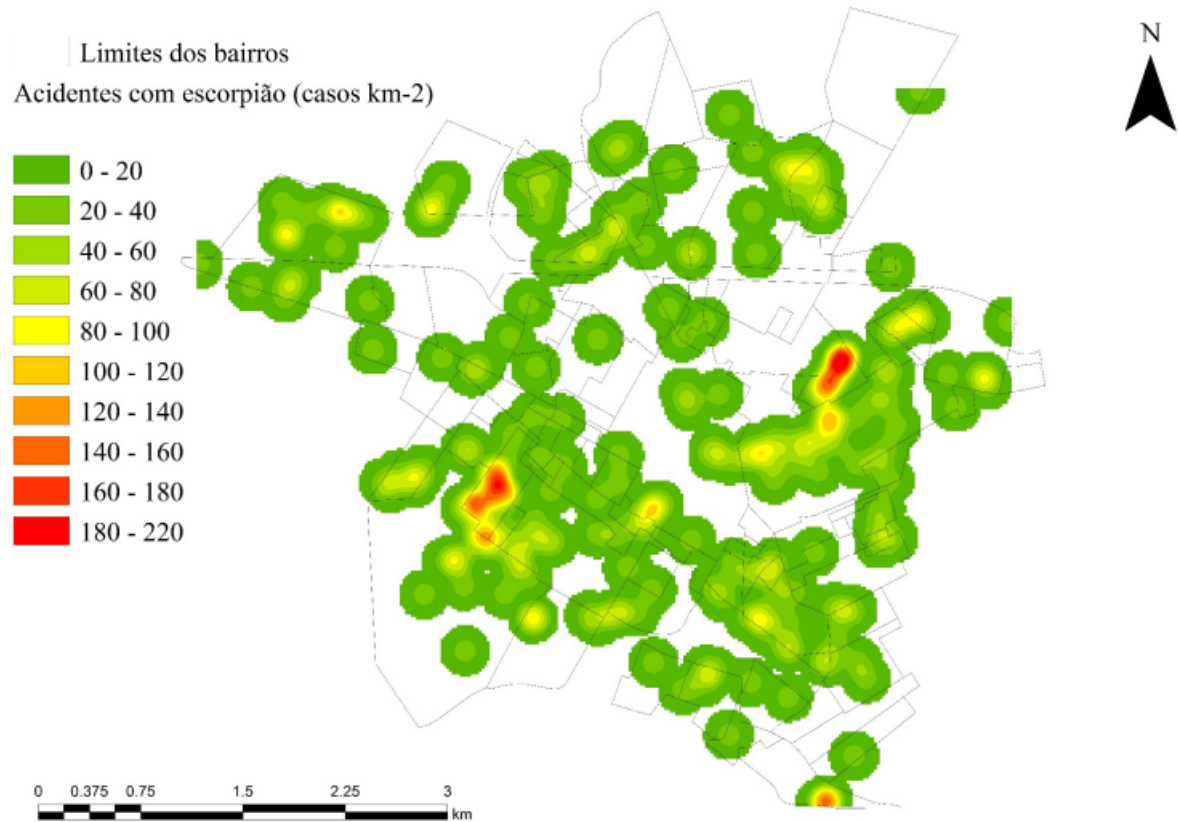 Limites dos bairros
Acidentes com escorpião (casos km-2)
0 - 20
20 - 40
40 - 60
60 - 80
80 - 100
100 - 120
120 - 140
140 - 160
160 - 180
180 - 220
N
0 0.375 0.75 1.5 2.25 3
km